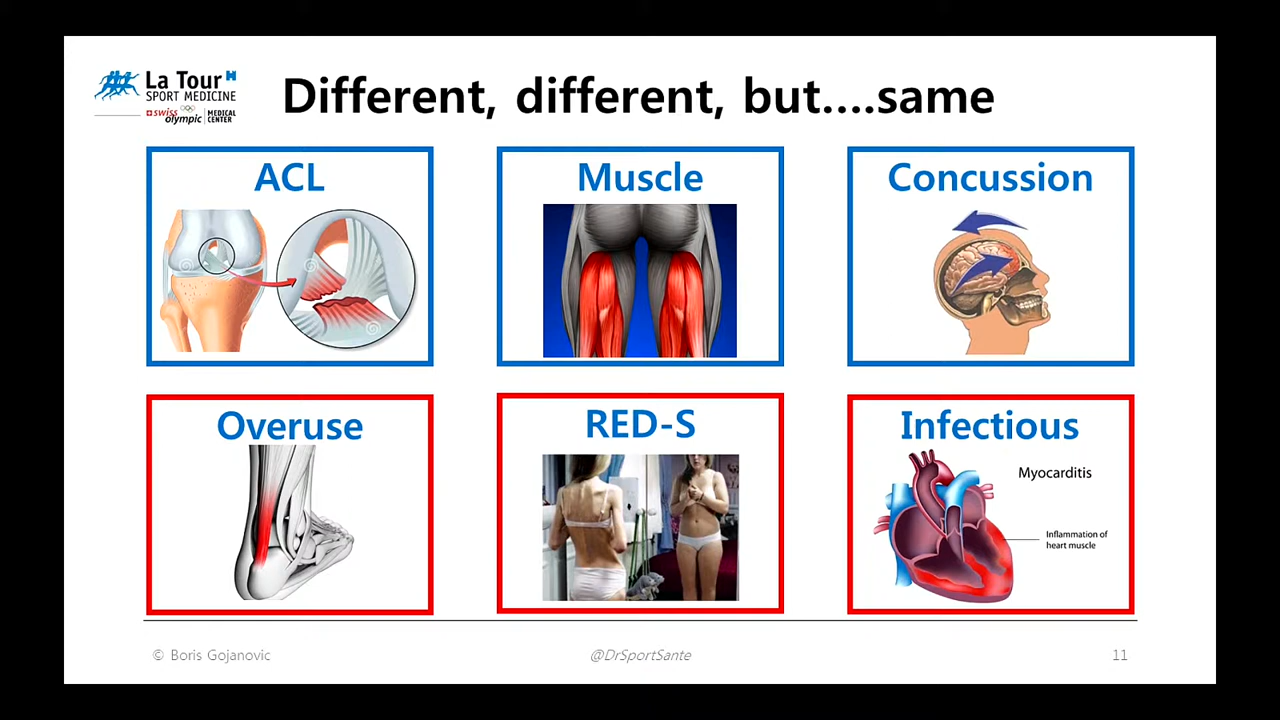 La Tour
SPORT MEDICINE
swiss
olympic
MEDICAL
CENTER
Different, different, but....same
ACL
Muscle
Concussion
Overuse
RED-S
Infectious
Myocarditis
Inflammation of
heart muscle
© Boris Gojanovic
@DrSportSante
11